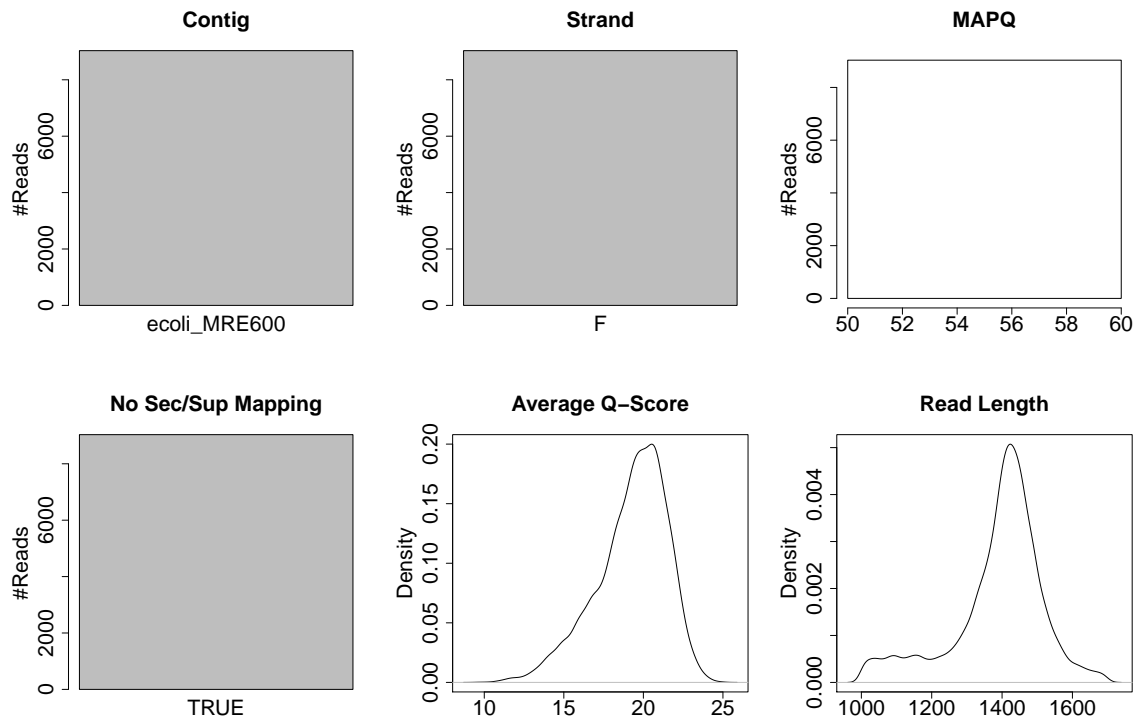 Contig
#Reads
0
2000
6000
ecoli_MRE600
Strand
#Reads
0
2000
6000
F
MAPQ
#Reads
0
2000
6000
50 52 54 56 58 60
No Sec/Sup Mapping
#Reads
0
2000
6000
TRUE
Average Q−Score
Density
0.00 0.05 0.10 0.15 0.20
10 15 20 25
Read Length
Density
0.000 0.002 0.004
1000 1200 1400 1600